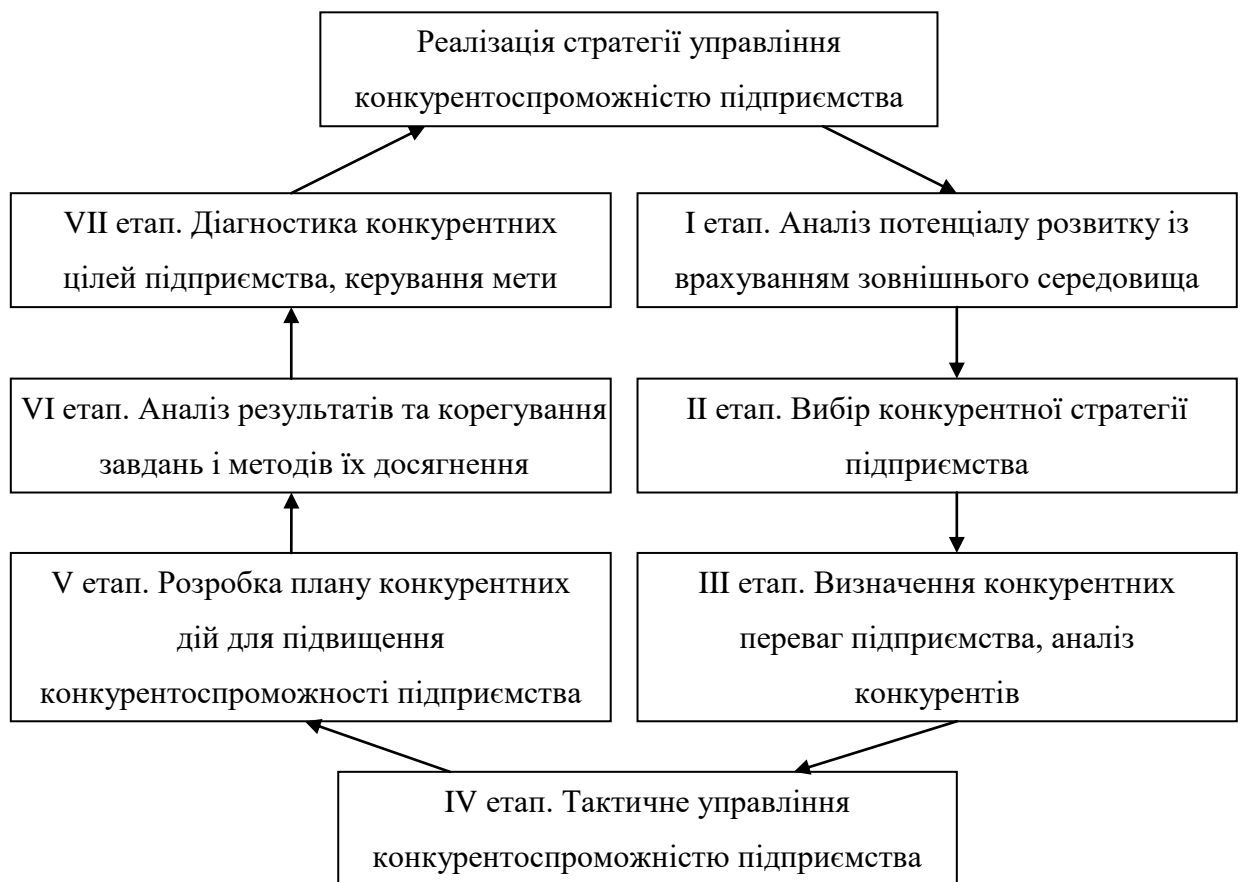 Реалізація стратегії управління
конкурентоспроможністю підприємства
VII етап. Діагностика конкурентних
цілей підприємства, керування мети
I етап. Аналіз потенціалу розвитку із
врахуванням зовнішнього середовища
VI етап. Аналіз результатів та корегування
завдань і методів їх досягнення
II етап. Вибір конкурентної стратегії
підприємства
V етап. Розробка плану конкурентних
дій для підвищення
конкурентоспроможності підприємства
III етап. Визначення конкурентних
переваг підприємства, аналіз
конкурентів
IV етап. Тактичне управління
конкурентоспроможністю підприємства